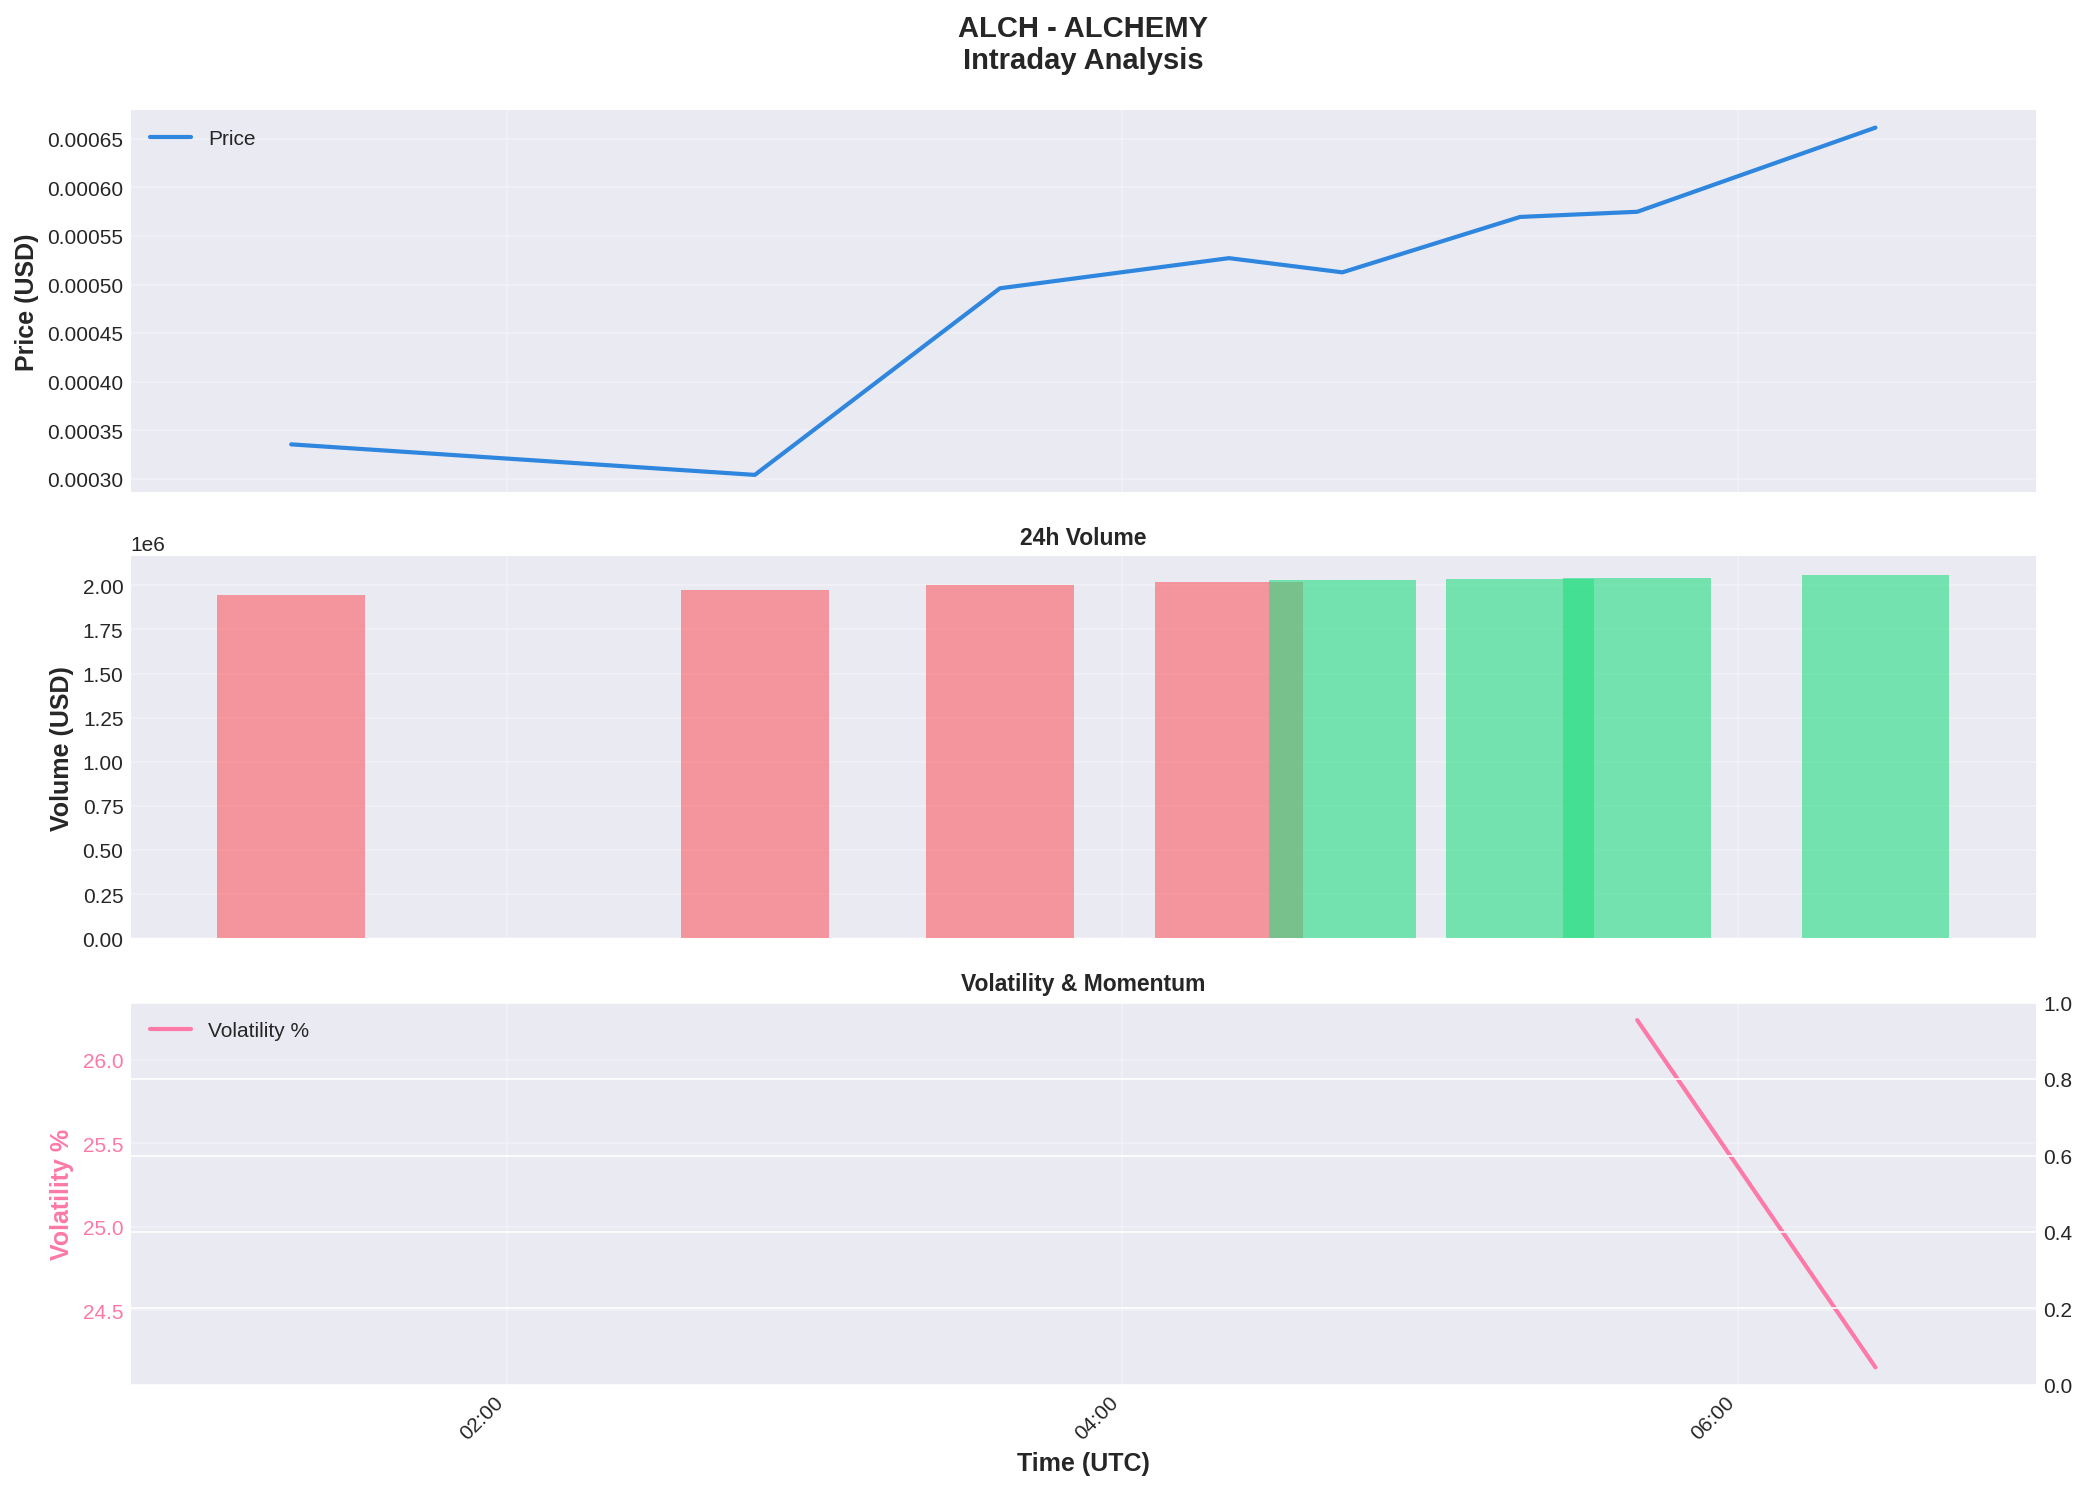 ALCH - ALCHEMY
Intraday Analysis
Price
Price (USD)
0.00065
0.00060
0.00055
0.00050
0.00045
0.00040
0.00035
0.00030
24h Volume
1e6
Volume (USD)
2.00
1.75
1.50
1.25
1.00
0.75
0.50
0.25
0.00
Volatility & Momentum
Volatility %
Volatility %
26.0
25.5
25.0
24.5
1.0
0.8
0.6
0.4
0.2
0.0
02:00
04:00
06:00
Time (UTC)